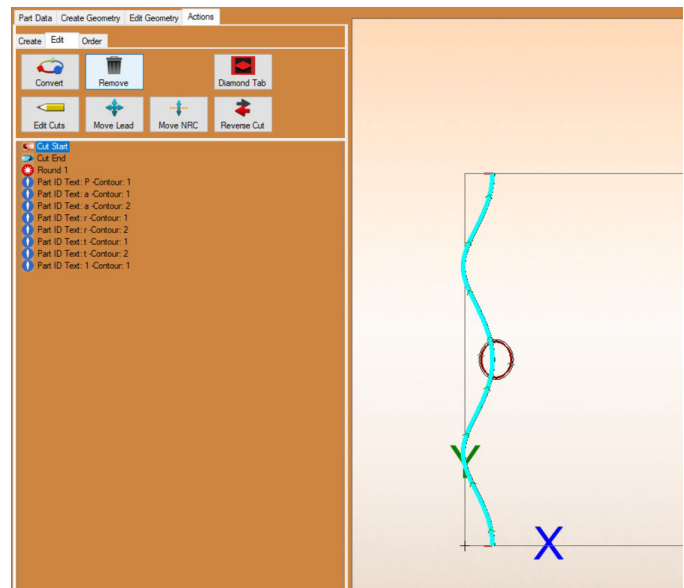 Part Data Create Geometry Edit Geometry Actions
Create Edit Order
Convert Remove Diamond Tab
Edit Cuts Move Lead Move NRC Reverse Cut
Cut Start
Cut End
Round 1
Part ID Text: P -Contour: 1
Part ID Text: a -Contour: 1
Part ID Text: a -Contour: 2
Part ID Text: r -Contour: 1
Part ID Text: r -Contour: 2
Part ID Text: t -Contour: 1
Part ID Text: t -Contour: 2
Part ID Text: 1 -Contour: 1
Y
X